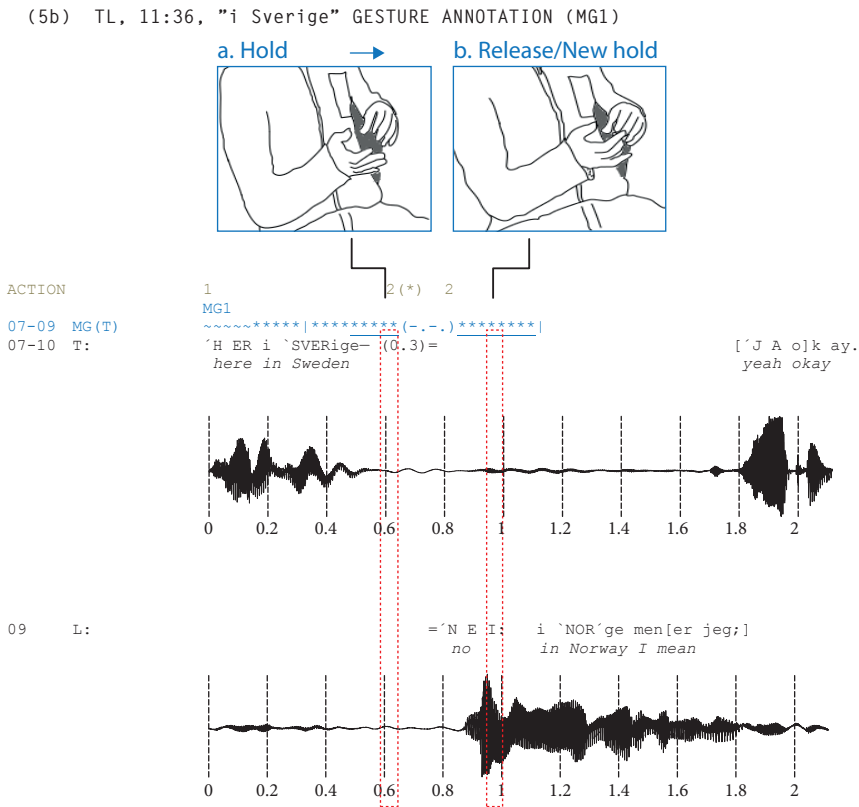 (5b) TL, 11:36, ”i Sverige” GESTURE ANNOTATION (MG1)
a. Hold → b. Release/New hold
ACTION 1 2(*) 2
MG1
07-09 MG(T) ~~~~~*****|*********(-.-.)********|
07-10 T: ´H ER i `SVERige— (0.3)= [´J A o]k ay.
here in Sweden yeah okay
0 0.2 0.4 0.6 0.8 1 1.2 1.4 1.6 1.8 2
09 L: =´N E I: i `NOR´ge men[er jeg;]
no in Norway I mean
0 0.2 0.4 0.6 0.8 1 1.2 1.4 1.6 1.8 2